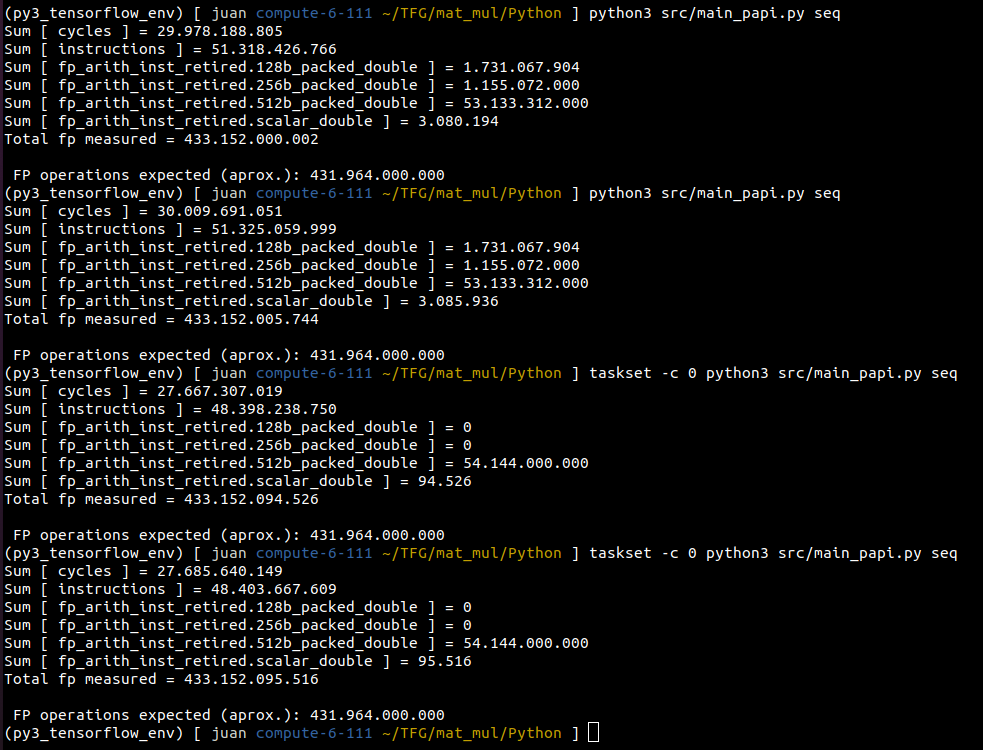 (py3_tensorflow_env) [ juan compute-6-111 ~/TFG/mat_mul/Python ] python3 src/main_papi.py seq
Sum [ cycles ] = 29.978.188.805
Sum [ instructions ] = 51.318.426.766
Sum [ fp_arith_inst_retired.128b_packed_double ] = 1.731.067.904
Sum [ fp_arith_inst_retired.256b_packed_double ] = 1.155.072.000
Sum [ fp_arith_inst_retired.512b_packed_double ] = 53.133.312.000
Sum [ fp_arith_inst_retired.scalar_double ] = 3.080.194
Total fp measured = 433.152.000.002
FP operations expected (aprox.): 431.964.000.000
(py3_tensorflow_env) [ juan compute-6-111 ~/TFG/mat_mul/Python ] python3 src/main_papi.py seq
Sum [ cycles ] = 30.009.691.051
Sum [ instructions ] = 51.325.059.999
Sum [ fp_arith_inst_retired.128b_packed_double ] = 1.731.067.904
Sum [ fp_arith_inst_retired.256b_packed_double ] = 1.155.072.000
Sum [ fp_arith_inst_retired.512b_packed_double ] = 53.133.312.000
Sum [ fp_arith_inst_retired.scalar_double ] = 3.085.936
Total fp measured = 433.152.005.744
FP operations expected (aprox.): 431.964.000.000
(py3_tensorflow_env) [ juan compute-6-111 ~/TFG/mat_mul/Python ] taskset -c 0 python3 src/main_papi.py seq
Sum [ cycles ] = 27.667.307.019
Sum [ instructions ] = 48.398.238.750
Sum [ fp_arith_inst_retired.128b_packed_double ] = 0
Sum [ fp_arith_inst_retired.256b_packed_double ] = 0
Sum [ fp_arith_inst_retired.512b_packed_double ] = 54.144.000.000
Sum [ fp_arith_inst_retired.scalar_double ] = 94.526
Total fp measured = 433.152.094.526
FP operations expected (aprox.): 431.964.000.000
(py3_tensorflow_env) [ juan compute-6-111 ~/TFG/mat_mul/Python ] taskset -c 0 python3 src/main_papi.py seq
Sum [ cycles ] = 27.685.640.149
Sum [ instructions ] = 48.403.667.609
Sum [ fp_arith_inst_retired.128b_packed_double ] = 0
Sum [ fp_arith_inst_retired.256b_packed_double ] = 0
Sum [ fp_arith_inst_retired.512b_packed_double ] = 54.144.000.000
Sum [ fp_arith_inst_retired.scalar_double ] = 95.516
Total fp measured = 433.152.095.516
FP operations expected (aprox.): 431.964.000.000
(py3_tensorflow_env) [ juan compute-6-111 ~/TFG/mat_mul/Python ]